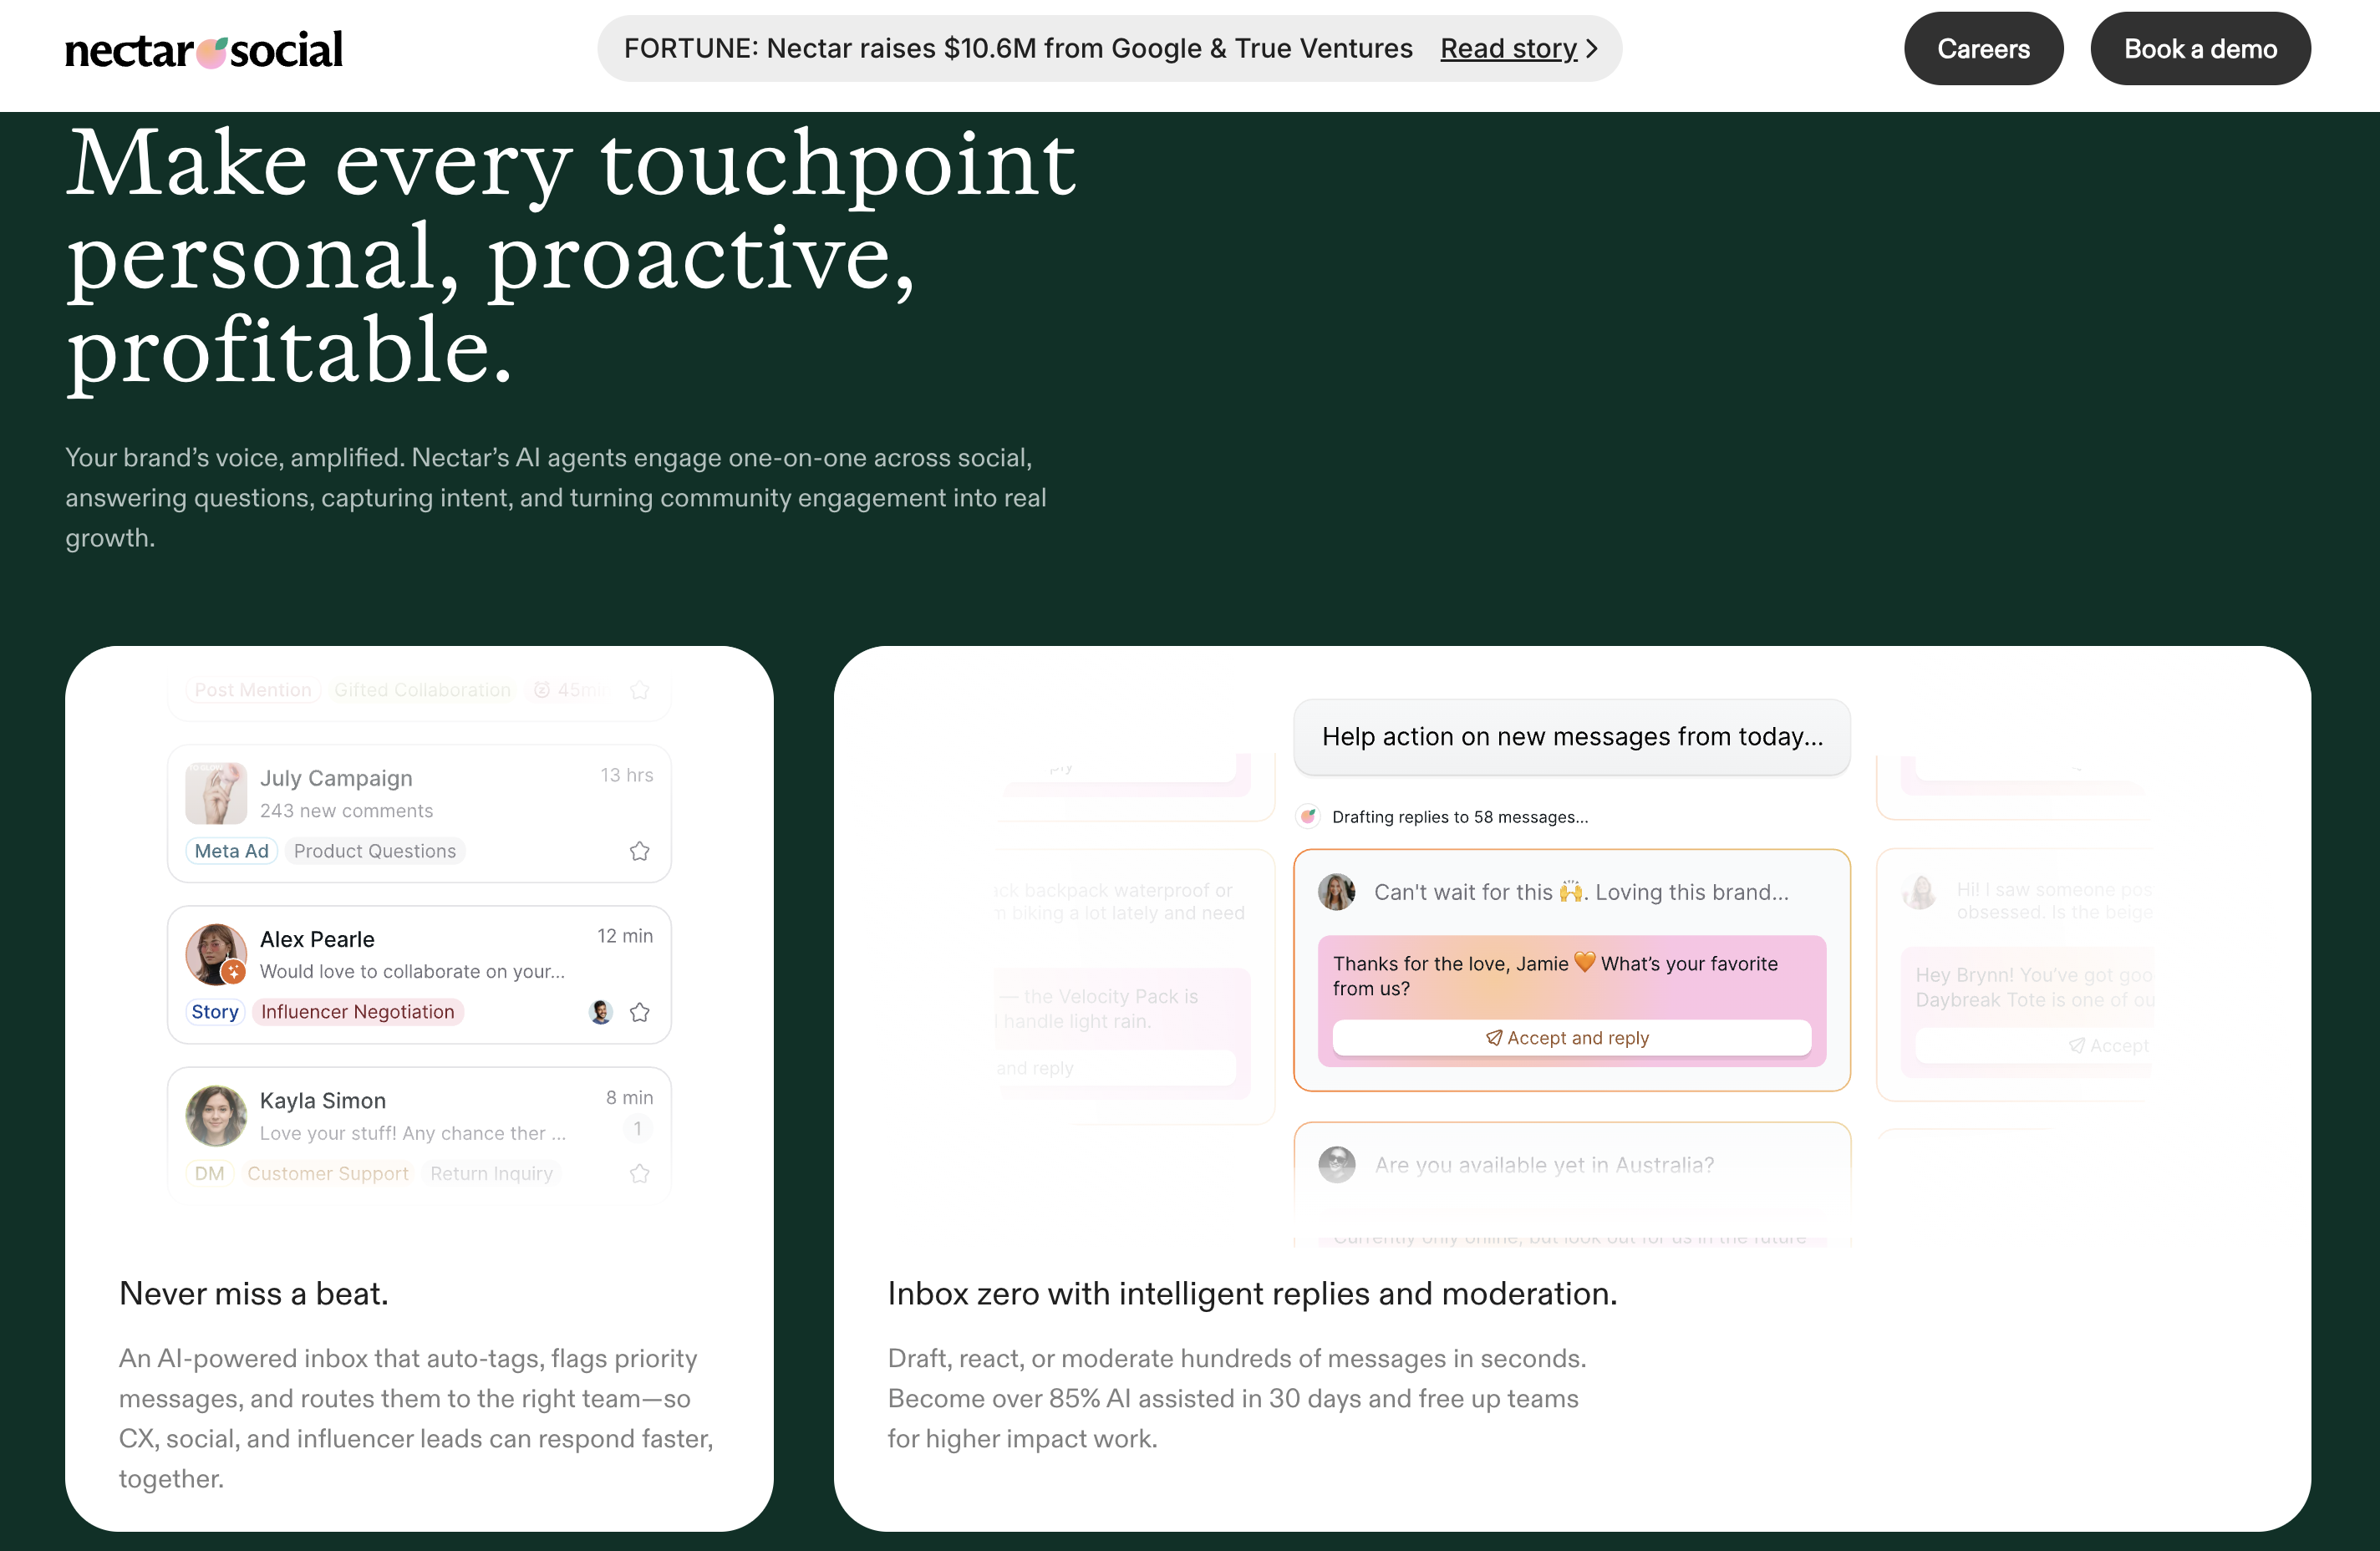 nectar social
FORTUNE: Nectar raises $10.6M from Google & True Ventures Read story
Careers
Book a demo
Make every touchpoint
personal, proactive,
profitable.
Your brand’s voice, amplified. Nectar’s AI agents engage one-on-one across social,
answering questions, capturing intent, and turning community engagement into real
growth.
Post Mention Gifted Collaboration 45min
July Campaign 13 hrs
243 new comments
Meta Ad Product Questions
Alex Pearle 12 min
Would love to collaborate on your...
Story Influencer Negotiation
Kayla Simon 8 min
Love your stuff! Any chance ther ... 1
DM Customer Support Return Inquiry
Never miss a beat.
An AI-powered inbox that auto-tags, flags priority
messages, and routes them to the right team—so
CX, social, and influencer leads can respond faster,
together.
backpack waterproof or
biking a lot lately and need
— the Velocity Pack is
handle light rain.
and reply
Help action on new messages from today...
Drafting replies to 58 messages...
Can't wait for this 🙌. Loving this brand...
Thanks for the love, Jamie 🧡 What’s your favorite
from us?
Accept and reply
Are you available yet in Australia?
Currently only online, but look out for us in the future
Hi! I saw someone pos
obsessed. Is the beige
Hey Brynn! You’ve got goo
Daybreak Tote is one of ou
Accept
Inbox zero with intelligent replies and moderation.
Draft, react, or moderate hundreds of messages in seconds.
Become over 85% AI assisted in 30 days and free up teams
for higher impact work.